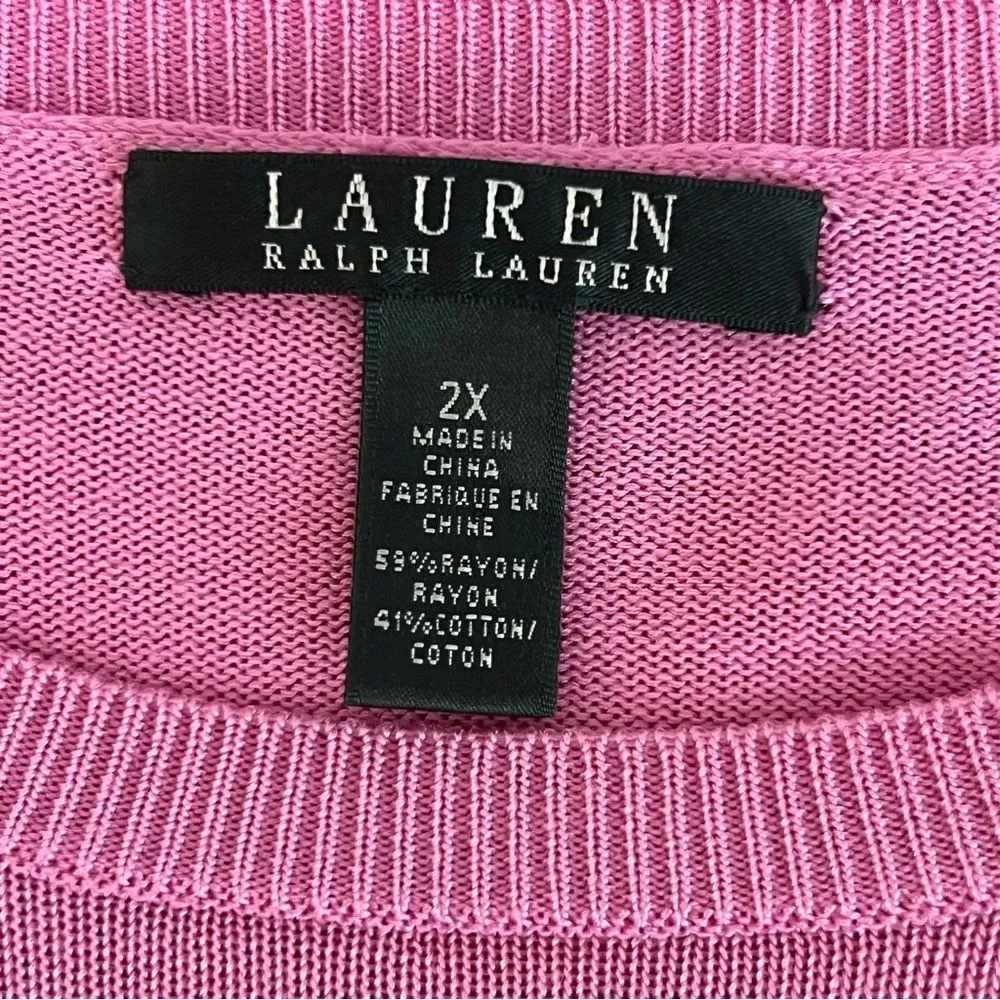 LAUREN
RALPH LAUREN
2X
MADE IN
CHINA
FABRIQUE EN
CHINE
59%RAYON/
RAYON
41%COTTON/
COTON